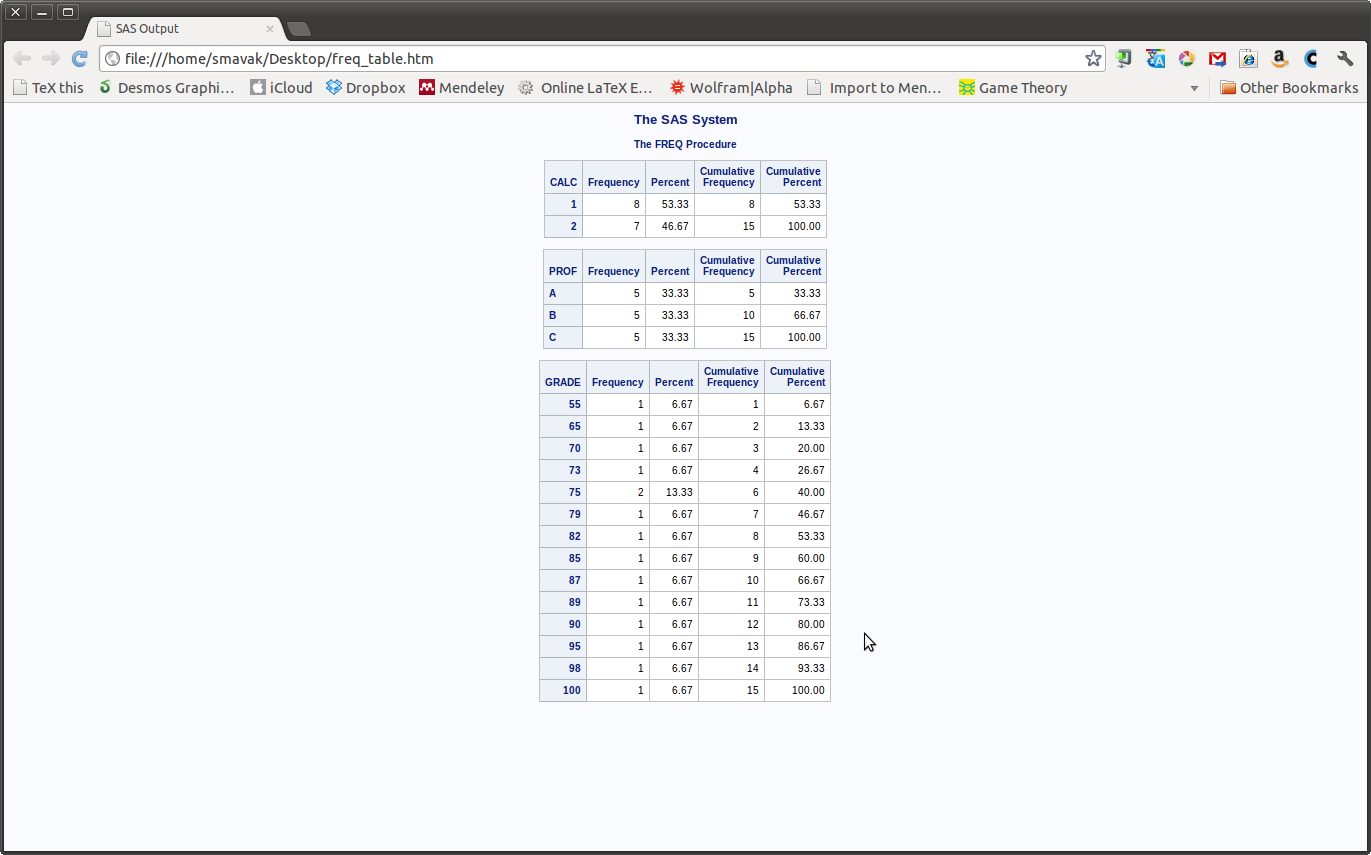 SAS Output
file:///home/smavak/Desktop/freq_table.htm
TeX this Desmos Graphi... iCloud Dropbox Mendeley Online LaTeX E... Wolfram|Alpha Import to Men... Game Theory Other Bookmarks
The SAS System
The FREQ Procedure
CALC Frequency Percent Cumulative Frequency Cumulative Percent
1 8 53.33 8 53.33
2 7 46.67 15 100.00
PROF Frequency Percent Cumulative Frequency Cumulative Percent
A 5 33.33 5 33.33
B 5 33.33 10 66.67
C 5 33.33 15 100.00
GRADE Frequency Percent Cumulative Frequency Cumulative Percent
55 1 6.67 1 6.67
65 1 6.67 2 13.33
70 1 6.67 3 20.00
73 1 6.67 4 26.67
75 2 13.33 6 40.00
79 1 6.67 7 46.67
82 1 6.67 8 53.33
85 1 6.67 9 60.00
87 1 6.67 10 66.67
89 1 6.67 11 73.33
90 1 6.67 12 80.00
95 1 6.67 13 86.67
98 1 6.67 14 93.33
100 1 6.67 15 100.00